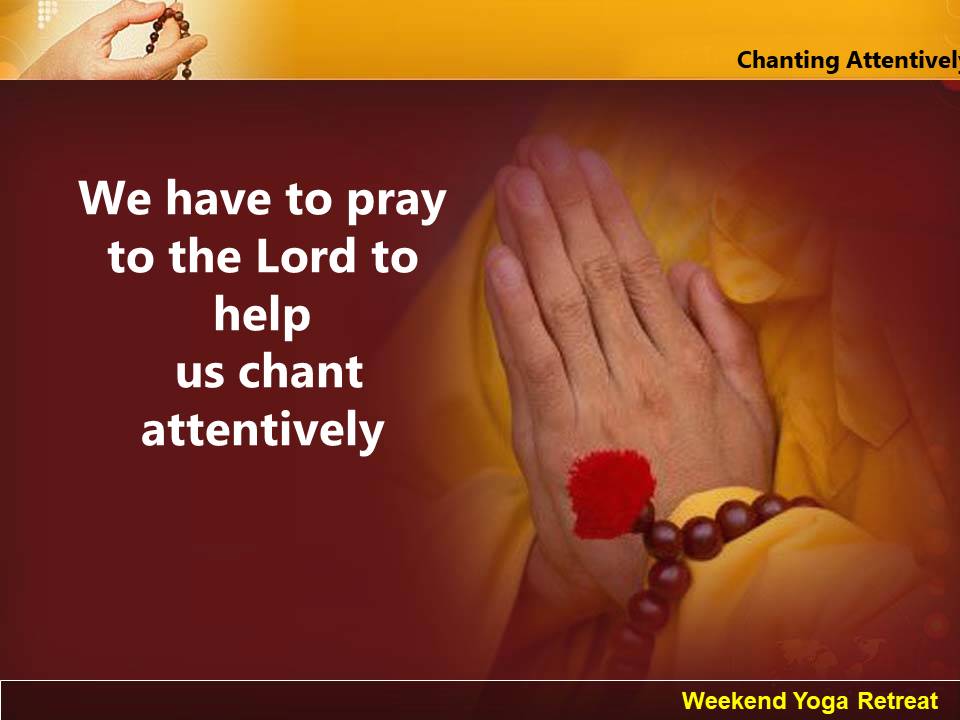 Chanting Attentively
We have to pray
to the Lord to
help
us chant
attentively
Weekend Yoga Retreat